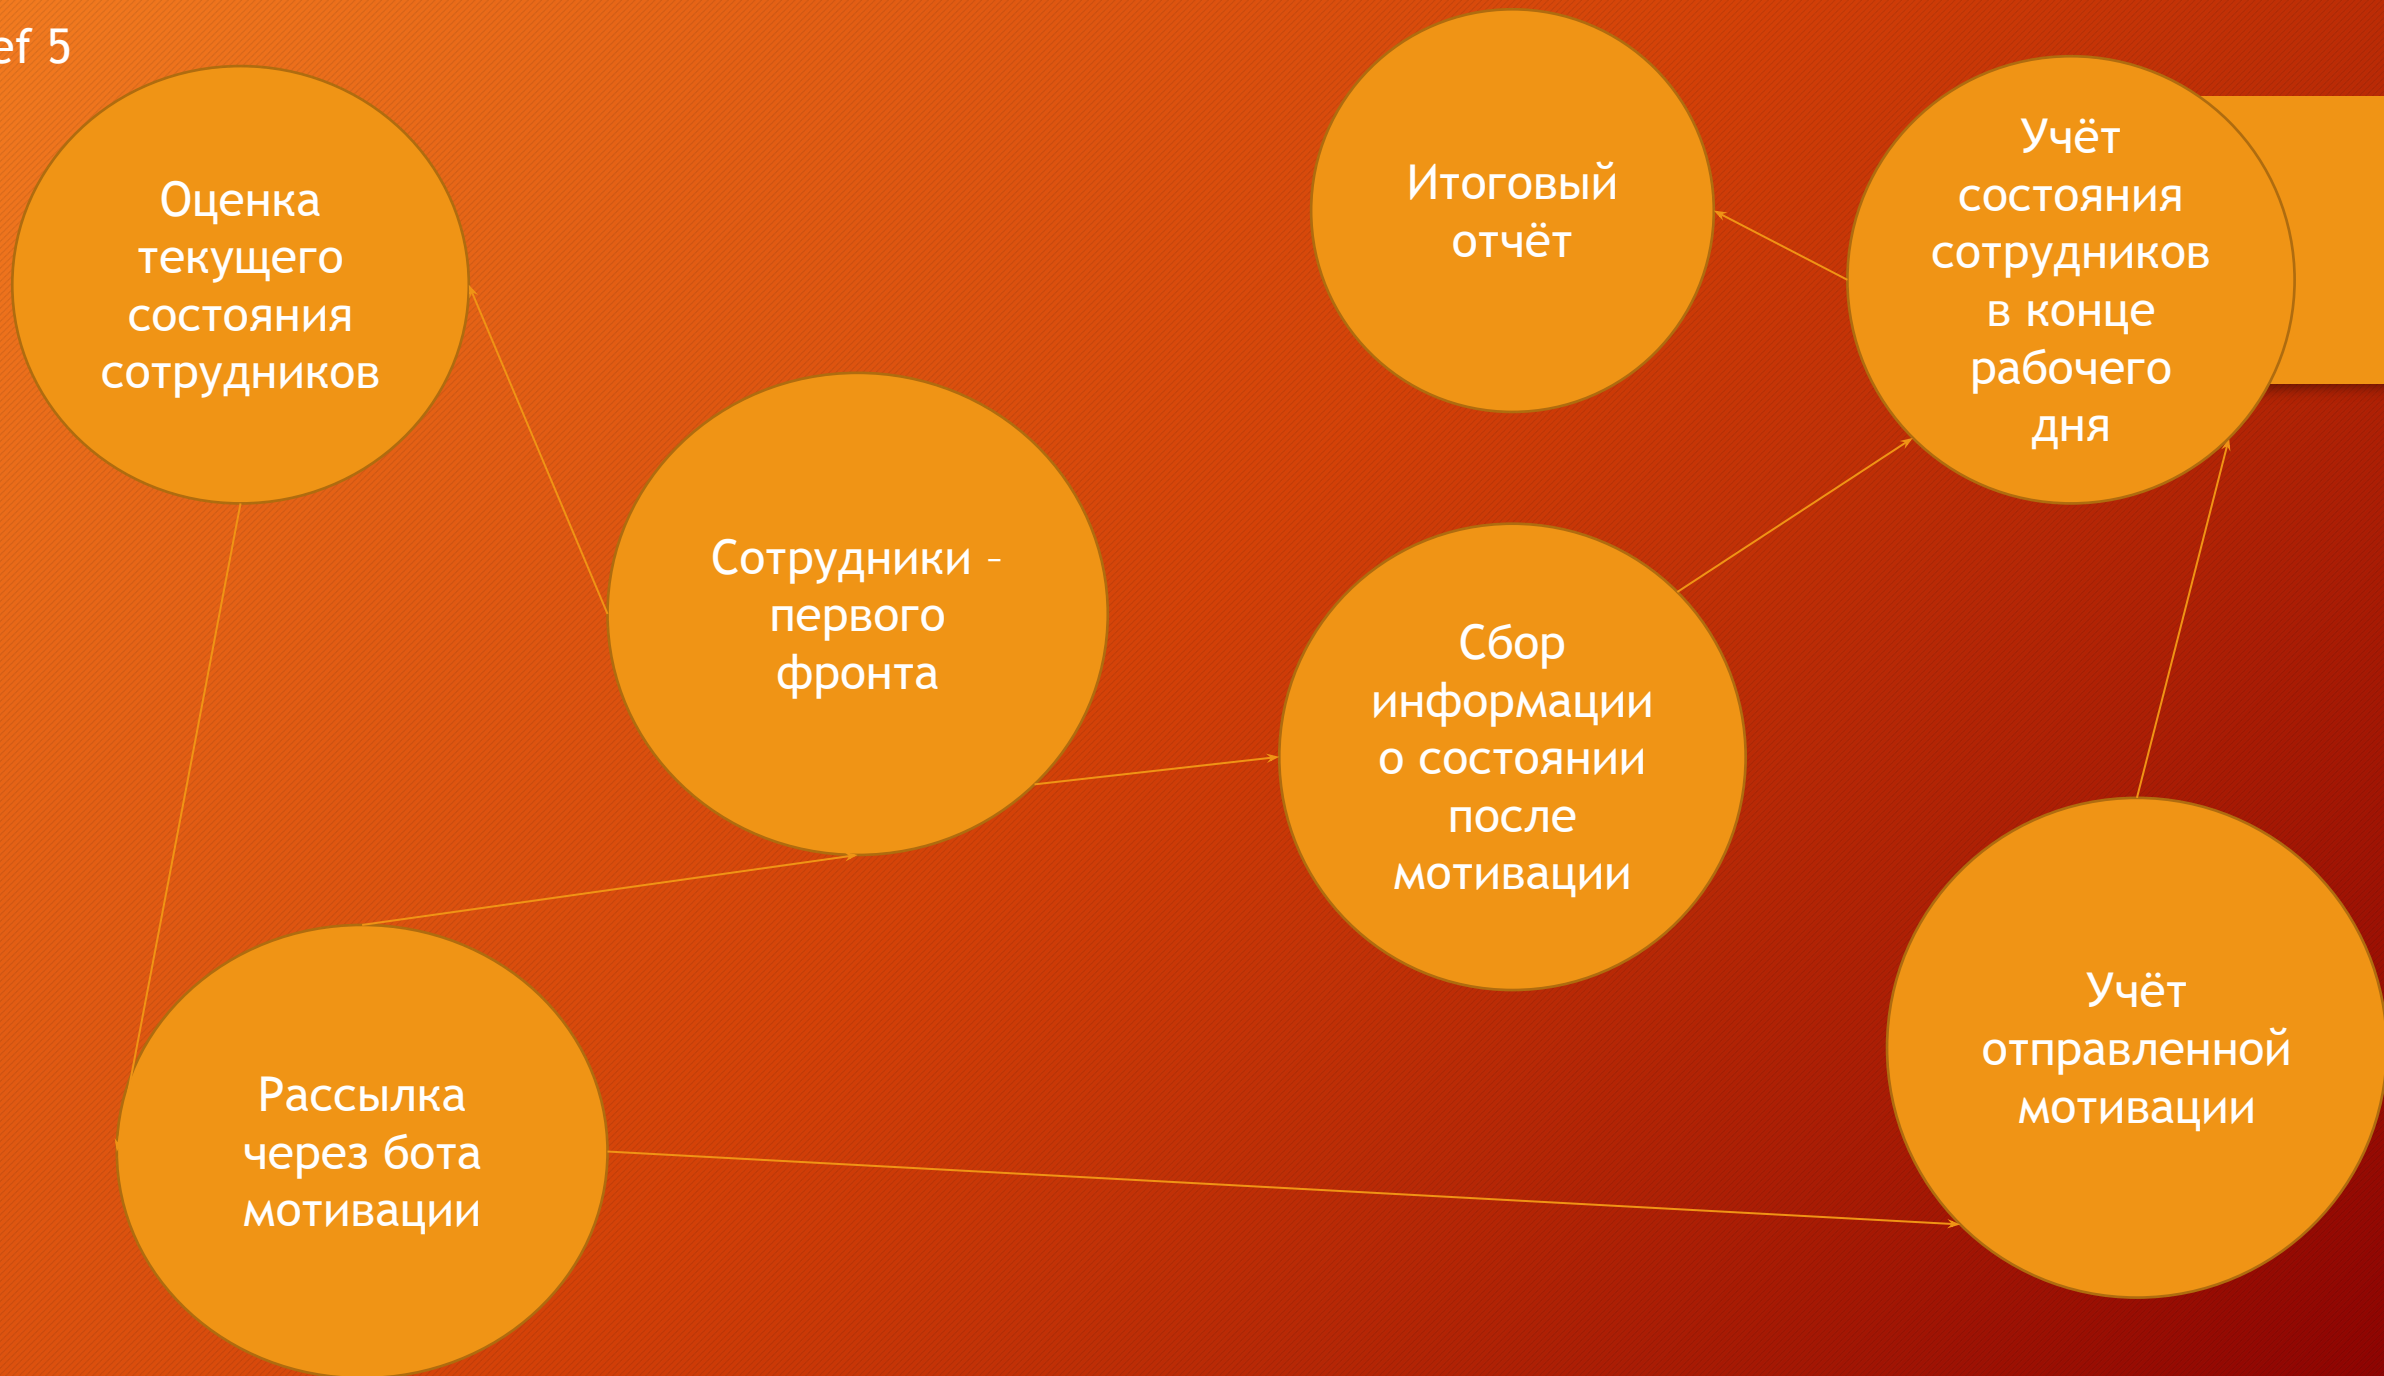 ef 5
Оценка
текущего
состояния
сотрудников
Сотрудники -
первого
фронта
Рассылка
через бота
мотивации
Итоговый
отчёт
Сбор
информации
о состоянии
после
мотивации
Учёт
состояния
сотрудников
в конце
рабочего
дня
Учёт
отправленной
мотивации